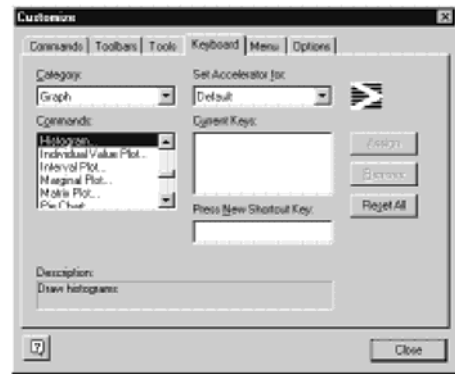 Customize
Commands Toolbars Tools Keyboard Menu Options
Category:
Set Accelerator for:
Graph
Default
Commands:
Current Keys:
Histogram...
Individual Value Plot...
Interval Plot...
Marginal Plot...
Matrix Plot...
Pie Chart...
Assign
Remove
Reset All
Press New Shortcut Key:
Description:
Draw histograms
Close